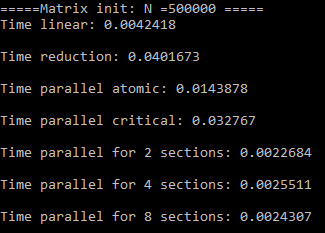 =====Matrix init: N =500000 =====
Time linear: 0.0042418
Time reduction: 0.0401673
Time parallel atomic: 0.0143878
Time parallel critical: 0.032767
Time parallel for 2 sections: 0.0022684
Time parallel for 4 sections: 0.0025511
Time parallel for 8 sections: 0.0024307